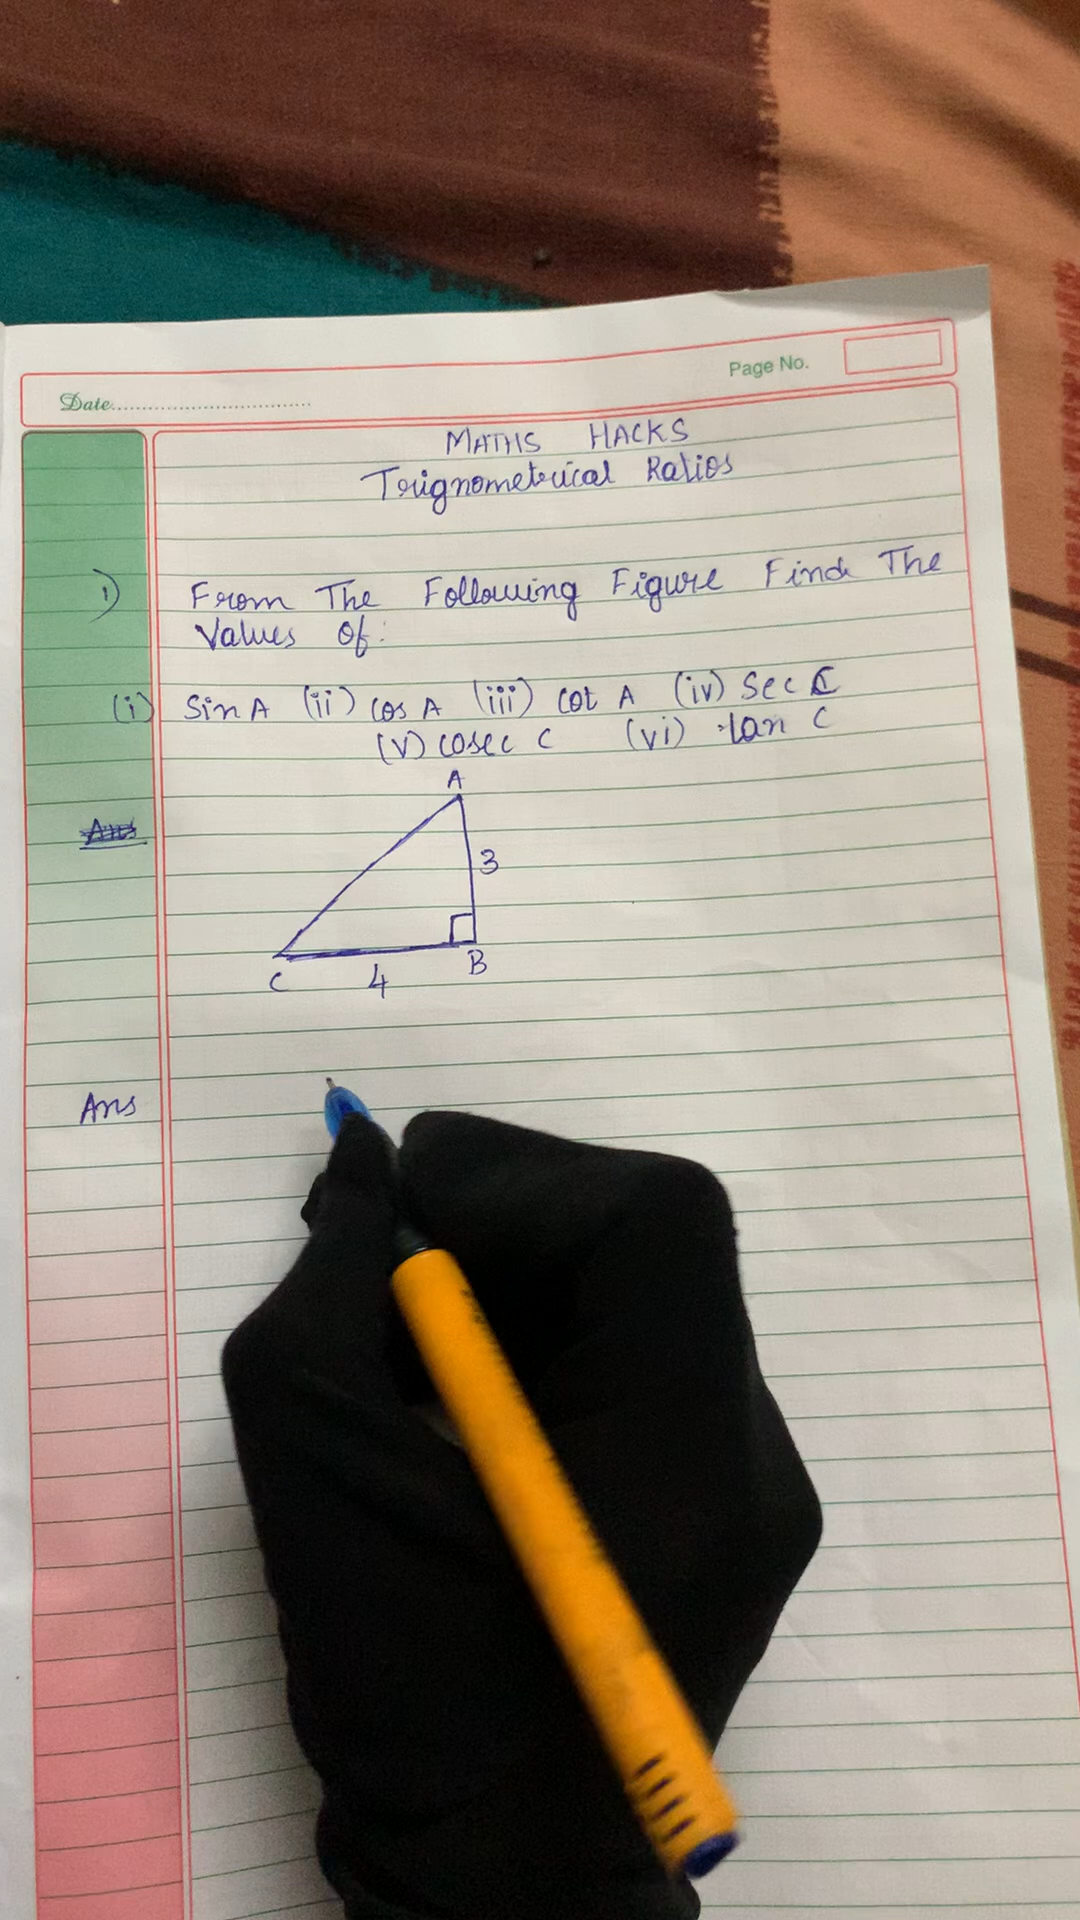 Page No.
Date
MATHS HACKS
Trignometrical Ratios
1) From The Following Figure Find The
Values Of:
(i) Sin A (ii) cos A (iii) cot A (iv) Sec C
(v) cosec C (vi) tan C
A
Ans
3
C 4 B
Ans